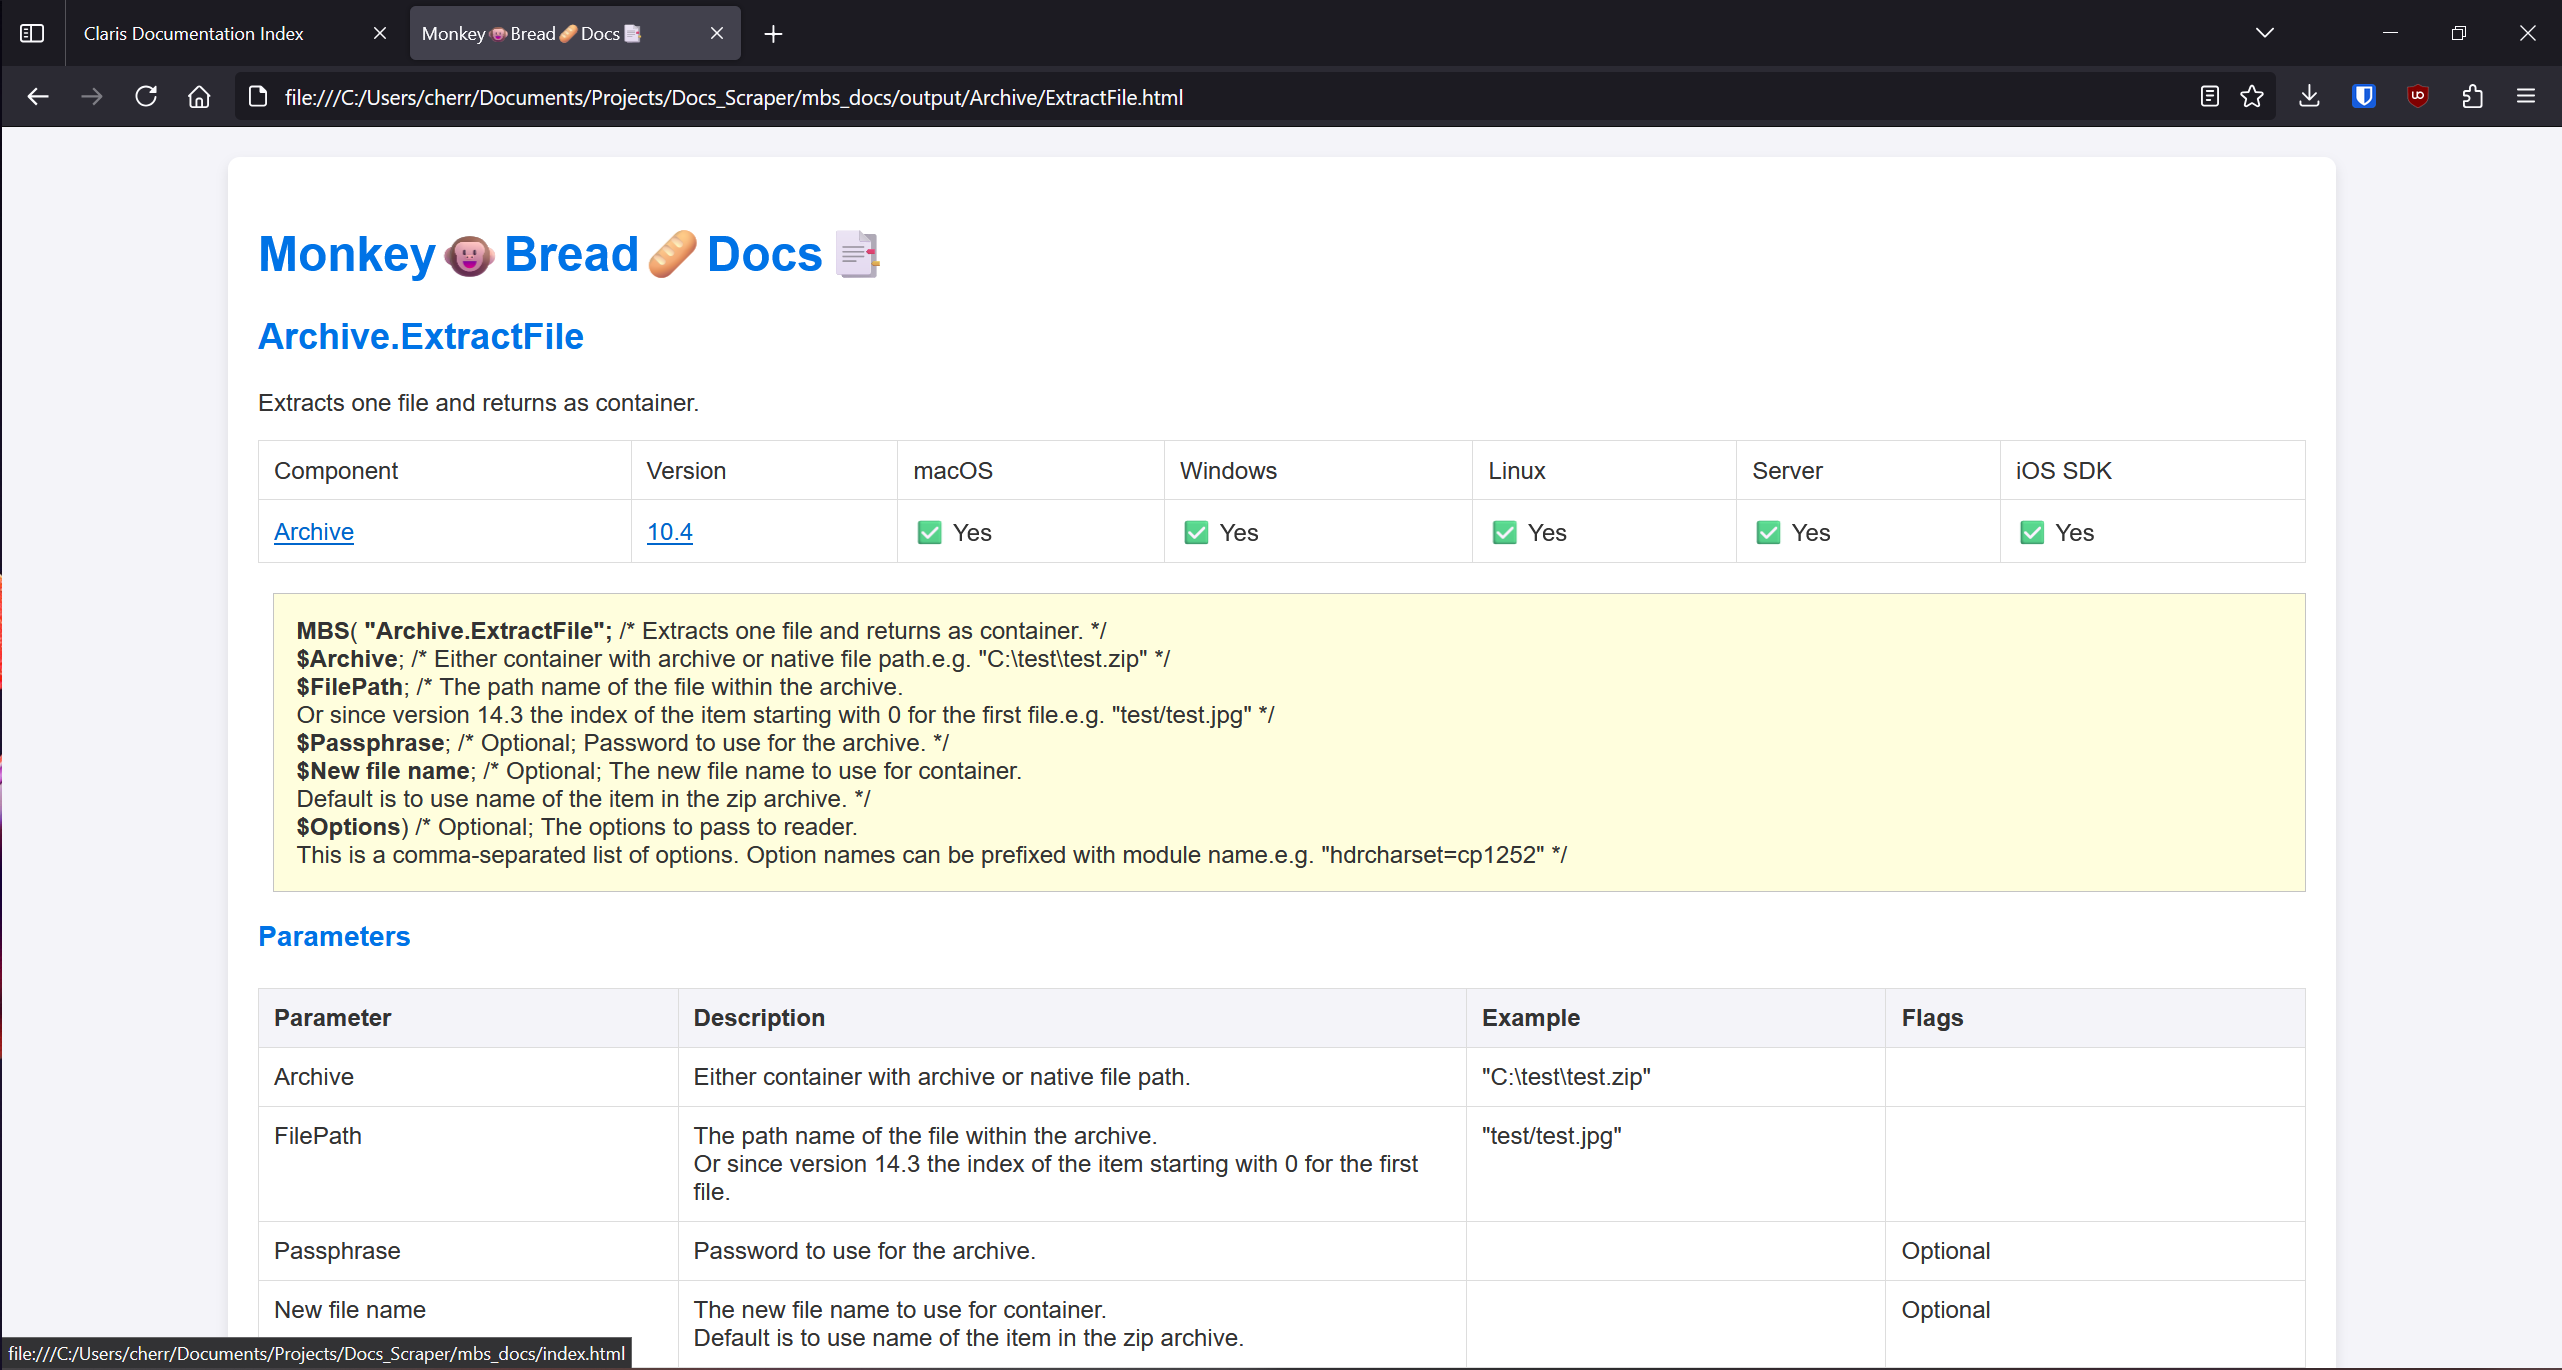 Claris Documentation Index
Monkey🐵Bread🥖Docs📑
file:///C:/Users/cherr/Documents/Projects/Docs_Scraper/mbs_docs/output/Archive/ExtractFile.html
Monkey🐵Bread🥖Docs📑
Archive.ExtractFile
Extracts one file and returns as container.
Component Version macOS Windows Linux Server iOS SDK
Archive 10.4 ✅ Yes ✅ Yes ✅ Yes ✅ Yes ✅ Yes
MBS( "Archive.ExtractFile"; /* Extracts one file and returns as container. */
$Archive; /* Either container with archive or native file path.e.g. "C:\test\test.zip" */
$FilePath; /* The path name of the file within the archive.
Or since version 14.3 the index of the item starting with 0 for the first file.e.g. "test/test.jpg" */
$Passphrase; /* Optional; Password to use for the archive. */
$New file name; /* Optional; The new file name to use for container.
Default is to use name of the item in the zip archive. */
$Options) /* Optional; The options to pass to reader.
This is a comma-separated list of options. Option names can be prefixed with module name.e.g. "hdrcharset=cp1252" */
Parameters
Parameter Description Example Flags
Archive Either container with archive or native file path. "C:\test\test.zip"
FilePath The path name of the file within the archive. "test/test.jpg"
Or since version 14.3 the index of the item starting with 0 for the first
file.
Passphrase Password to use for the archive. Optional
New file name The new file name to use for container. Optional
Default is to use name of the item in the zip archive.
file:///C:/Users/cherr/Documents/Projects/Docs_Scraper/mbs_docs/index.html